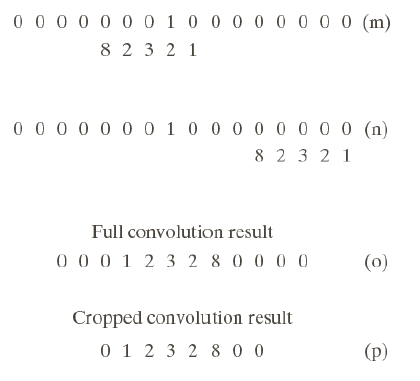 0 0 0 0 0 0 0 1 0 0 0 0 0 0 0 0 (m)
8 2 3 2 1
0 0 0 0 0 0 0 1 0 0 0 0 0 0 0 0 (n)
8 2 3 2 1
Full convolution result
0 0 0 1 2 3 2 8 0 0 0 0 (o)
Cropped convolution result
0 1 2 3 2 8 0 0 (p)